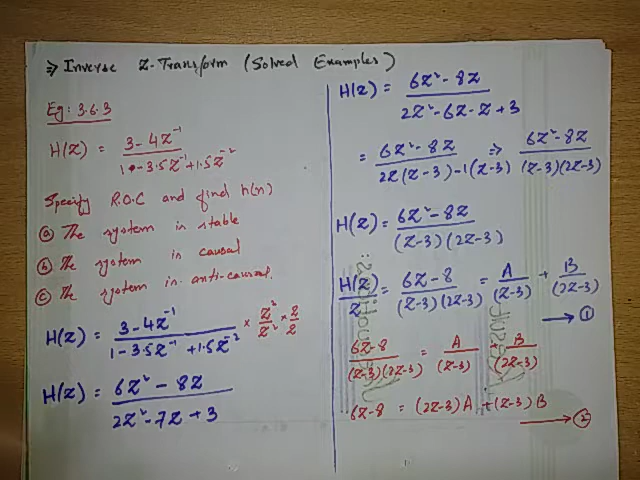 ⇒ Inverse Z-Transform (Solved Examples)
Eg: 3.6.3
H(Z) = 3-4z⁻¹ / 1-3.5z⁻¹+1.5z⁻²
Specify R.O.C and find h(n)
ⓐ The system is stable
ⓑ The system is causal
ⓒ The system is anti-causal.
H(Z) = 3-4z⁻¹ / 1-3.5z⁻¹+1.5z⁻² × z²/z² × 2/2
H(Z) = 6z²-8z / 2z²-7z+3
H(Z) = 6z²-8z / 2z²-6z-z+3
= 6z²-8z / 2z(z-3)-1(z-3) ⇒ 6z²-8z / (z-3)(2z-3)
H(Z) = 6z²-8z / (z-3)(2z-3)
H(Z)/z = 6z-8 / (z-3)(2z-3) = A/(z-3) + B/(2z-3)
→ ①
6z-8 / (z-3)(2z-3) = A/(z-3) + B/(2z-3)
6z-8 = (2z-3)A + (z-3)B → ②